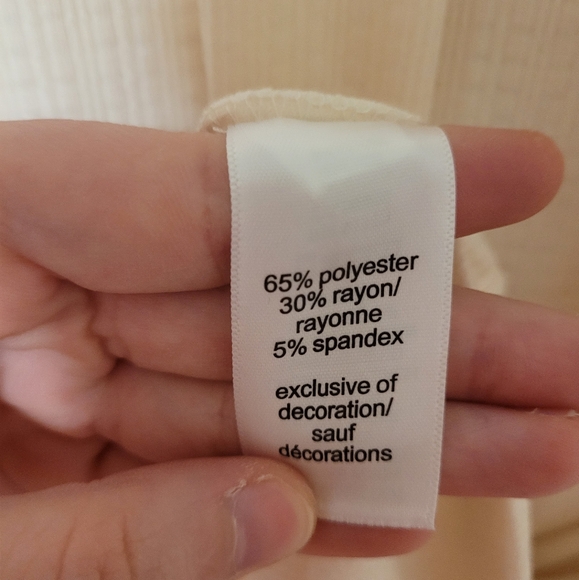 65% polyester
30% rayon/
rayonne
5% spandex
exclusive of
decoration/
sauf
décorations